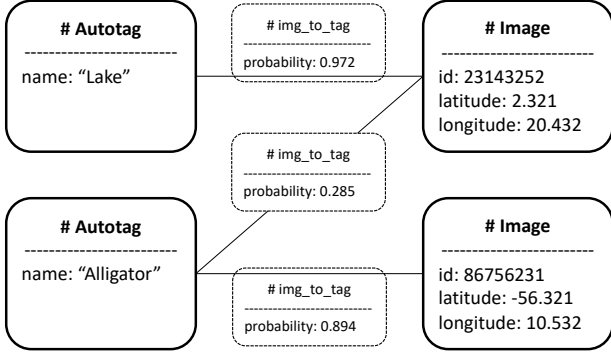 # Autotag
-----------------------------
name: “Lake”
# img_to_tag
-----------------------------
probability: 0.972
# Image
-----------------------------
id: 23143252
latitude: 2.321
longitude: 20.432
# img_to_tag
-----------------------------
probability: 0.285
# Autotag
-----------------------------
name: “Alligator”
# img_to_tag
-----------------------------
probability: 0.894
# Image
-----------------------------
id: 86756231
latitude: -56.321
longitude: 10.532